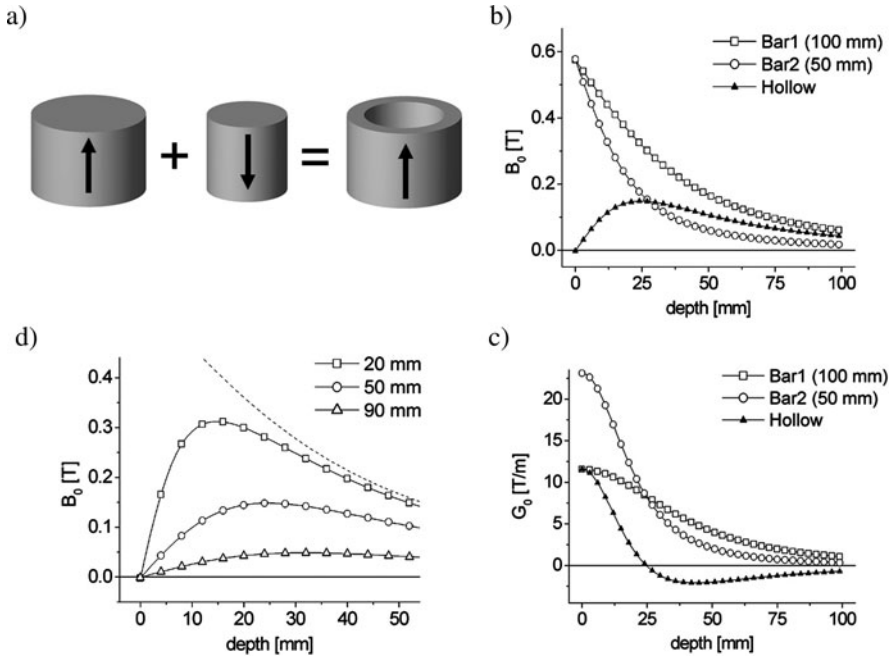 a)
+
=
b)
Bar1 (100 mm)
Bar2 (50 mm)
Hollow
B₀ [T]
0.6
0.4
0.2
0.0
0 25 50 75 100
depth [mm]
d)
20 mm
50 mm
90 mm
B₀ [T]
0.4
0.3
0.2
0.1
0.0
0 10 20 30 40 50
depth [mm]
c)
Bar1 (100 mm)
Bar2 (50 mm)
Hollow
G₀ [T/m]
20
15
10
5
0
0 25 50 75 100
depth [mm]